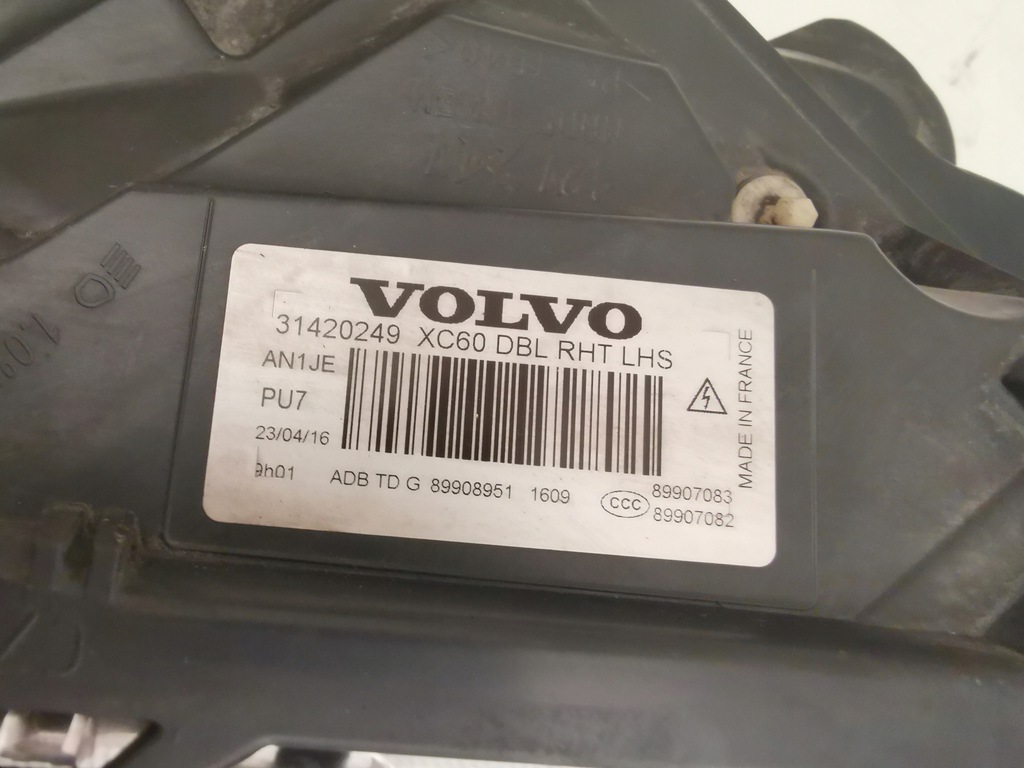 VOLVO
31420249 XC60 DBL RHT LHS
AN1JE
PU7
23/04/16
9h01
ADB TD G 89908951 1609
CCC
89907083
89907082
MADE IN FRANCE